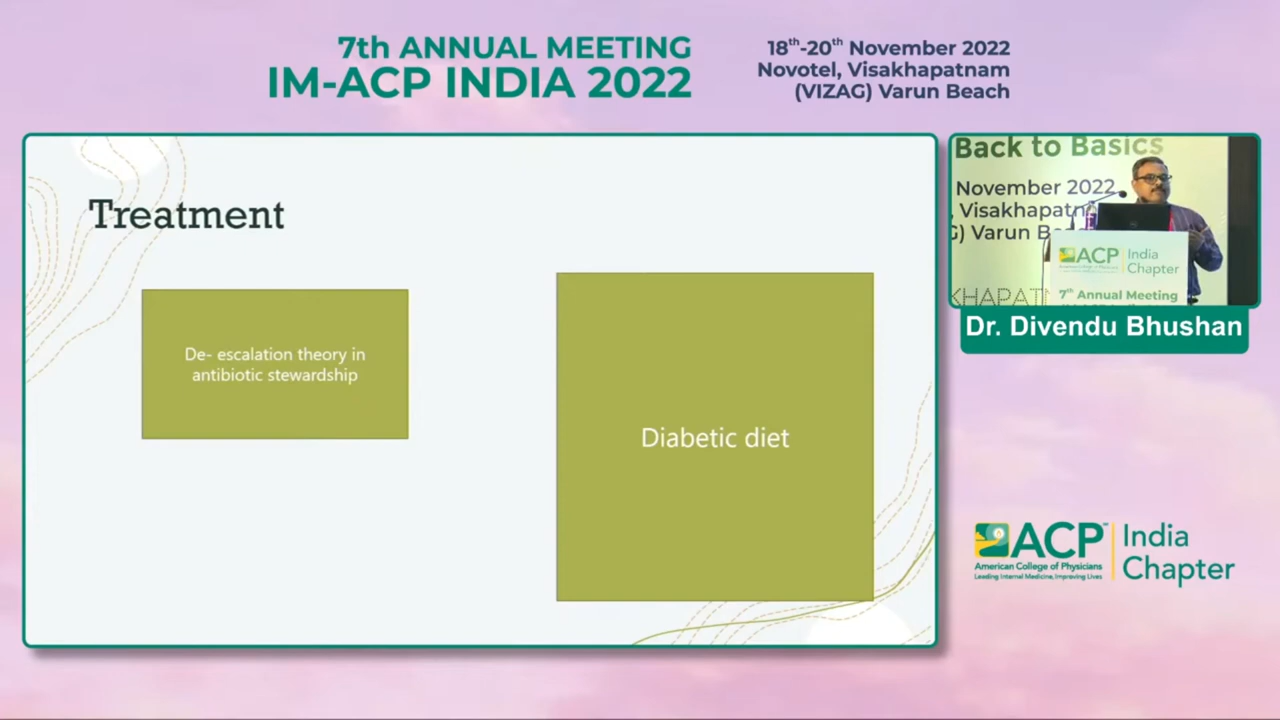 7th ANNUAL MEETING
IM-ACP INDIA 2022
18th-20th November 2022
Novotel, Visakhapatnam
(VIZAG) Varun Beach
Treatment
De- escalation theory in
antibiotic stewardship
Diabetic diet
Back to Basics
November 2022
Visakhapatn
G) Varun B
ACP India
Chapter
7th Annual Meeting
KHAPATN
Dr. Divendu Bhushan
ACP™ India
American College of Physicians Chapter
Leading Internal Medicine, Improving Lives